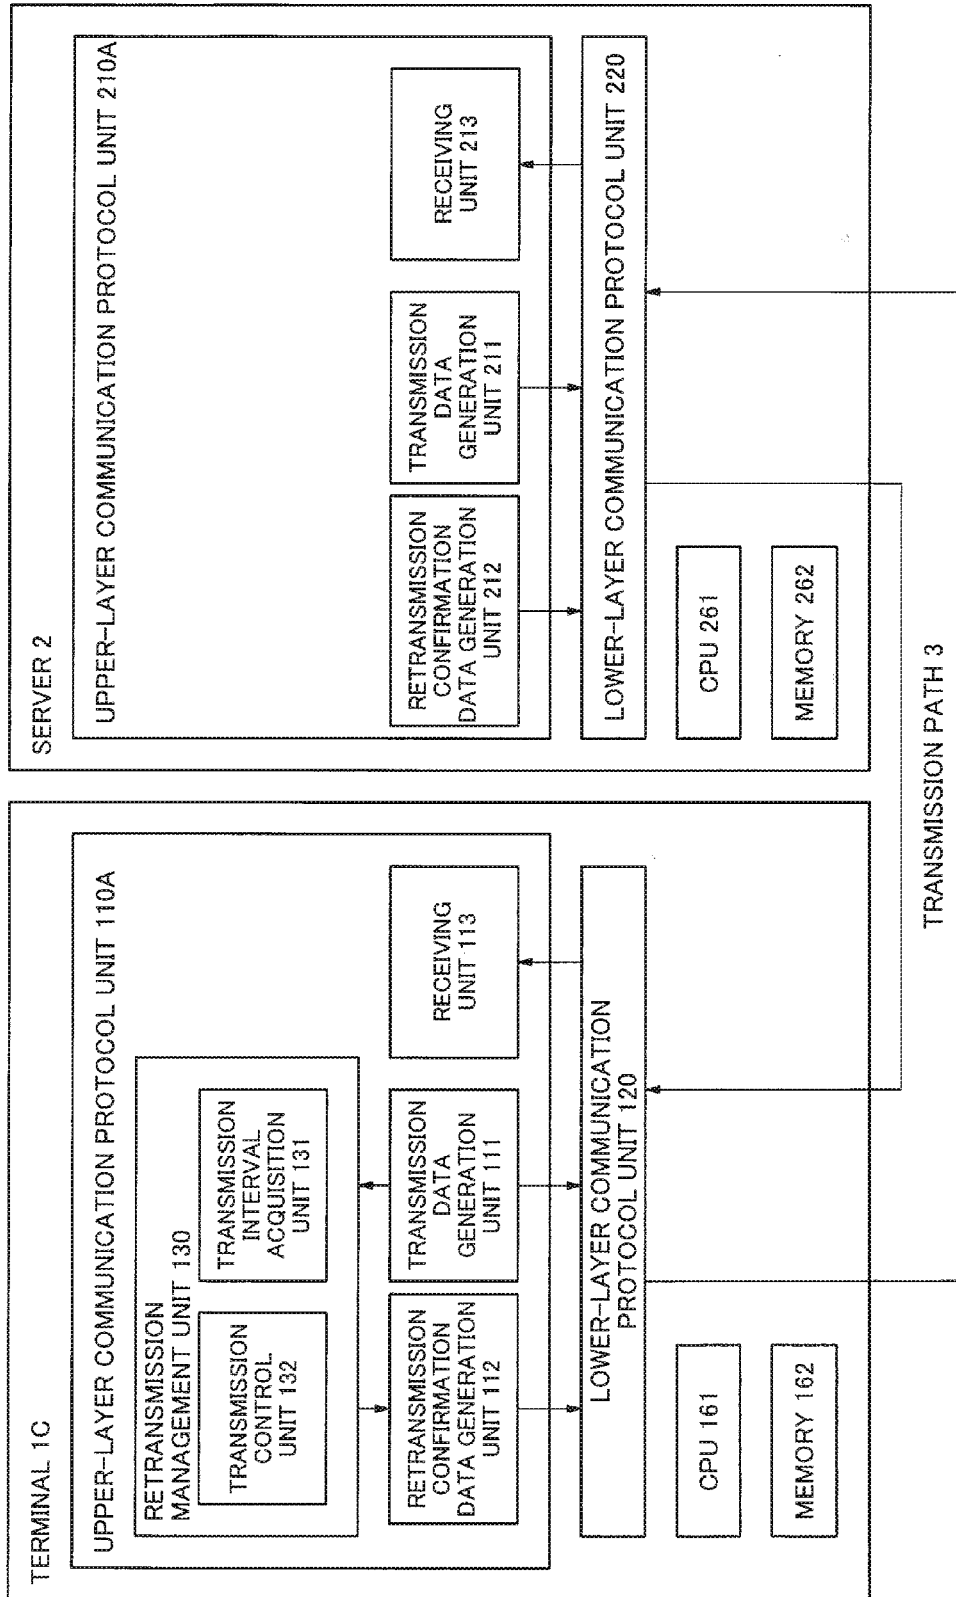 TERMINAL 1C
UPPER-LAYER COMMUNICATION PROTOCOL UNIT 110A
RETRANSMISSION
MANAGEMENT UNIT 130
TRANSMISSION
CONTROL
UNIT 132
TRANSMISSION
INTERVAL
ACQUISITION
UNIT 131
RETRANSMISSION
CONFIRMATION
DATA GENERATION
UNIT 112
TRANSMISSION
DATA
GENERATION
UNIT 111
RECEIVING
UNIT 113
LOWER-LAYER COMMUNICATION
PROTOCOL UNIT 120
CPU 161
MEMORY 162
SERVER 2
UPPER-LAYER COMMUNICATION PROTOCOL UNIT 210A
RETRANSMISSION
CONFIRMATION
DATA GENERATION
UNIT 212
TRANSMISSION
DATA
GENERATION
UNIT 211
RECEIVING
UNIT 213
LOWER-LAYER COMMUNICATION PROTOCOL UNIT 220
CPU 261
MEMORY 262
TRANSMISSION PATH 3